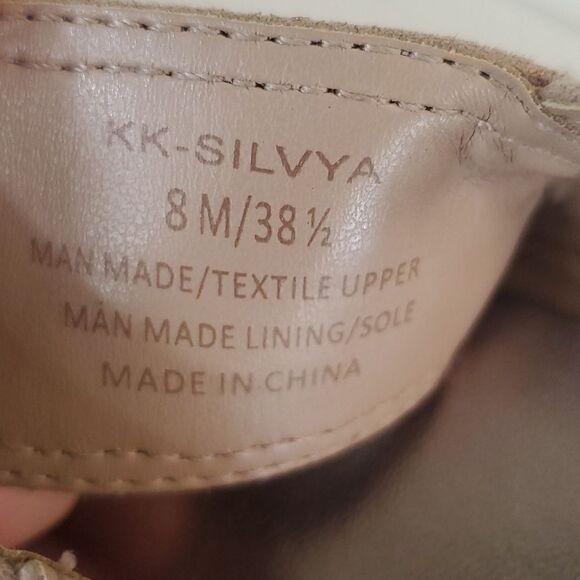 KK-SILVYA
8 M/38 ½
MAN MADE/TEXTILE UPPER
MAN MADE LINING/SOLE
MADE IN CHINA